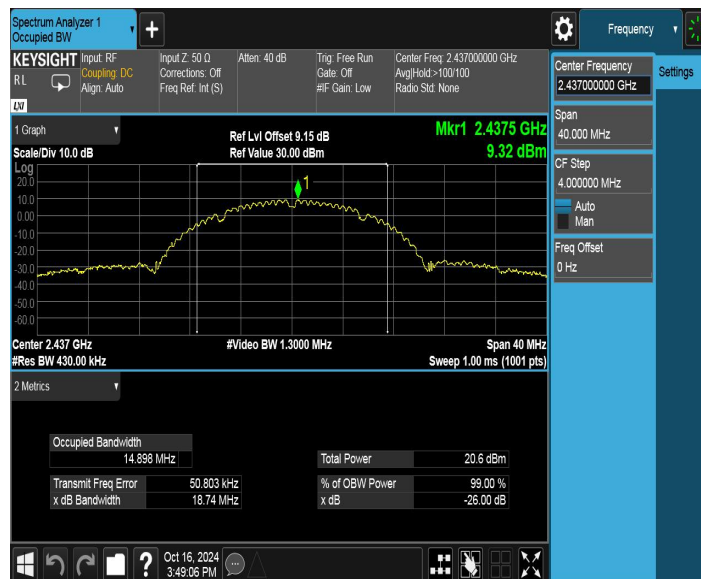 Spectrum Analyzer 1
Occupied BW
+
Frequency
KEYSIGHT
RL
LXI
Input: RF
Coupling: DC
Align: Auto
Input Z: 50 Ω
Corrections: Off
Freq Ref: Int (S)
Atten: 40 dB
Trig: Free Run
Gate: Off
#IF Gain: Low
Center Freq: 2.437000000 GHz
Avg|Hold:>100/100
Radio Std: None
Center Frequency
2.437000000 GHz
Settings
Span
40.000 MHz
CF Step
4.000000 MHz
Auto
Man
Freq Offset
0 Hz
1 Graph
Scale/Div 10.0 dB
Ref Lvl Offset 9.15 dB
Ref Value 30.00 dBm
Mkr1 2.4375 GHz
9.32 dBm
Log
20.0
10.0
0.00
-10.0
-20.0
-30.0
-40.0
-50.0
-60.0
1
Center 2.437 GHz
#Res BW 430.00 kHz
#Video BW 1.3000 MHz
Span 40 MHz
Sweep 1.00 ms (1001 pts)
2 Metrics
Occupied Bandwidth
14.898 MHz
Total Power 20.6 dBm
Transmit Freq Error 50.803 kHz
% of OBW Power 99.00 %
x dB Bandwidth 18.74 MHz
x dB -26.00 dB
?
Oct 16, 2024
3:49:06 PM